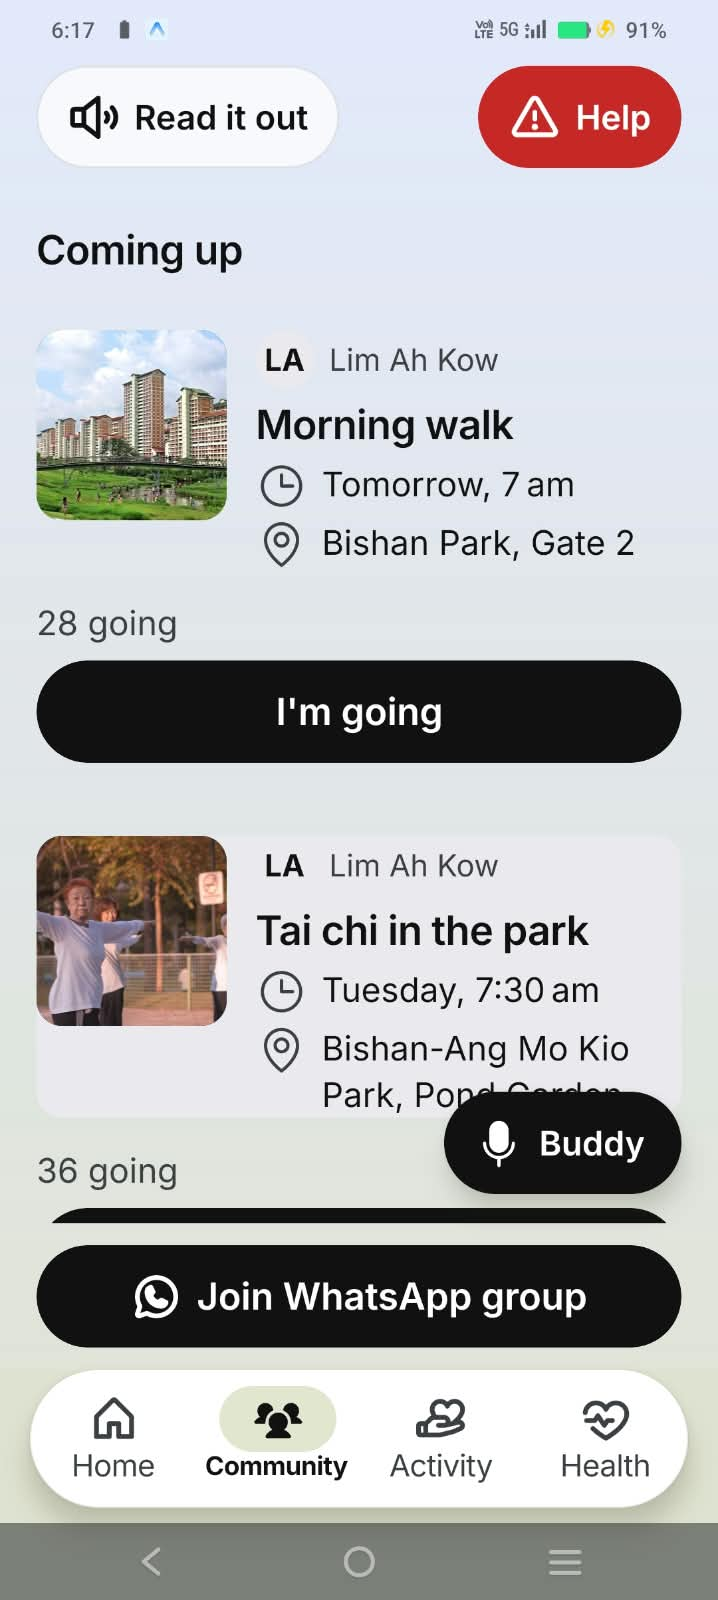 6:17
VoLTE 5G 91%
Read it out
Help
Coming up
LA Lim Ah Kow
Morning walk
Tomorrow, 7 am
Bishan Park, Gate 2
28 going
I'm going
LA Lim Ah Kow
Tai chi in the park
Tuesday, 7:30 am
Bishan-Ang Mo Kio
Park, Pond Garden
Buddy
36 going
Join WhatsApp group
Home
Community
Activity
Health